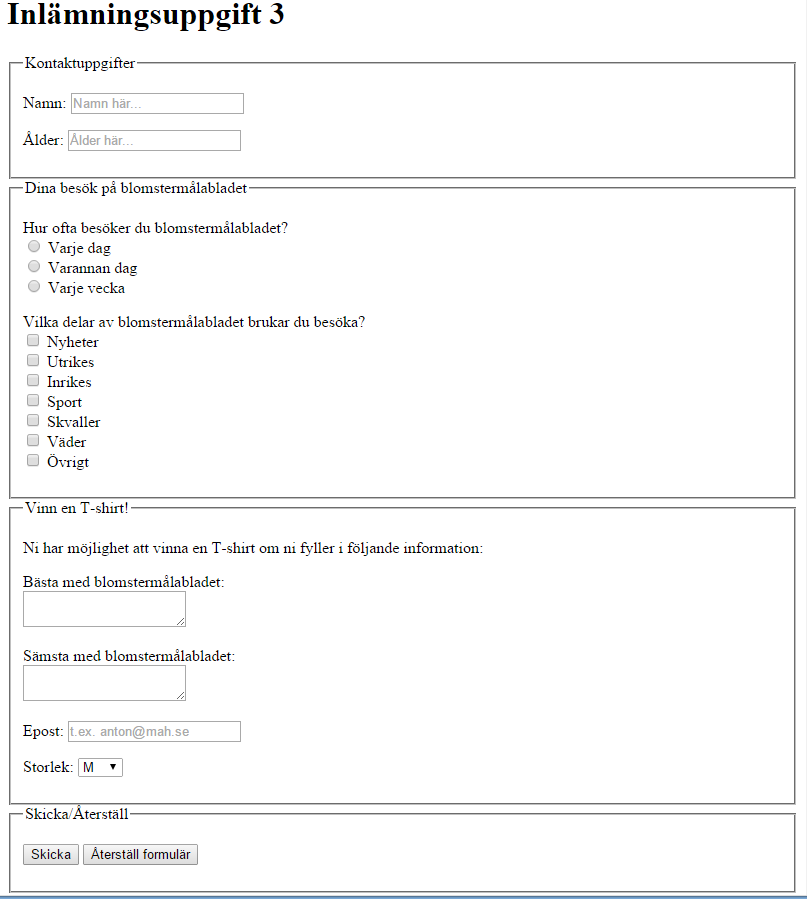 Inlämningsuppgift 3
Kontaktuppgifter
Namn: Namn här...
Ålder: Ålder här...
Dina besök på blomstermålabladet
Hur ofta besöker du blomstermålabladet?
Varje dag
Varannan dag
Varje vecka
Vilka delar av blomstermålabladet brukar du besöka?
Nyheter
Utrikes
Inrikes
Sport
Skvaller
Väder
Övrigt
Vinn en T-shirt!
Ni har möjlighet att vinna en T-shirt om ni fyller i följande information:
Bästa med blomstermålabladet:
Sämsta med blomstermålabladet:
Epost: t.ex. anton@mah.se
Storlek: M
Skicka/Återställ
Skicka Återställ formulär